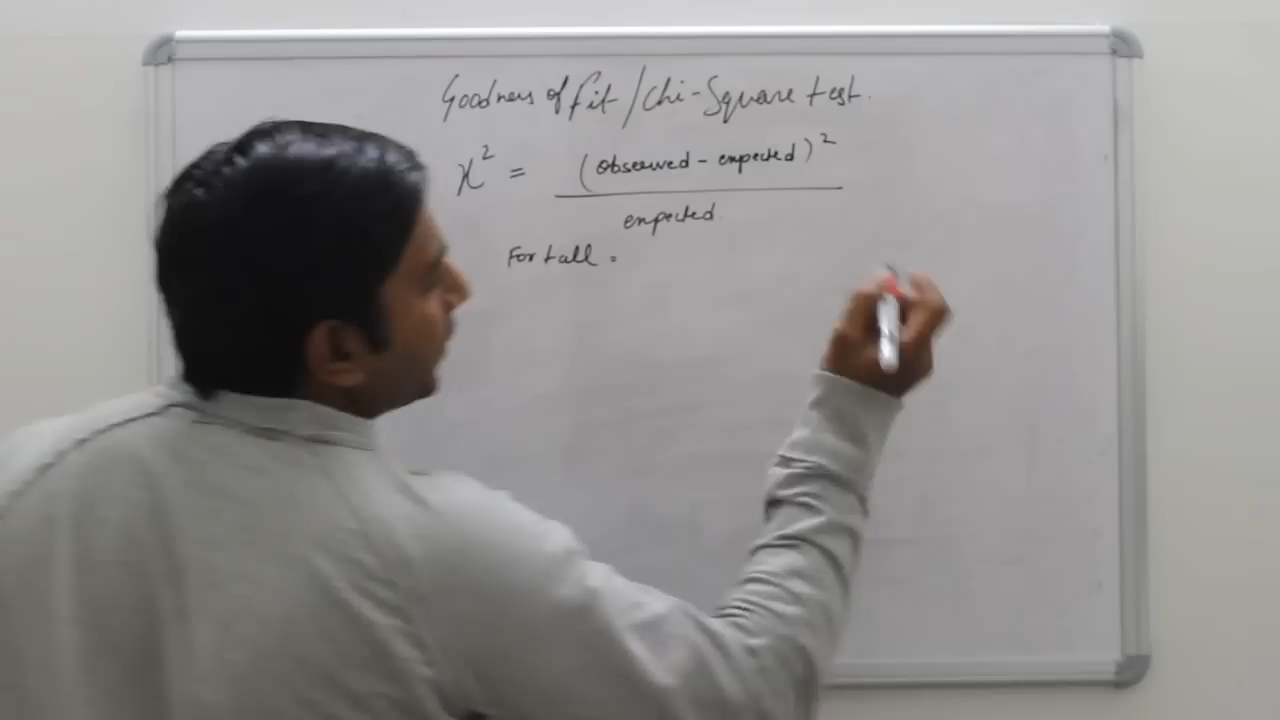 Goodness of fit/chi-Square test.
χ² =
(observed - expected)²
expected
For tall =